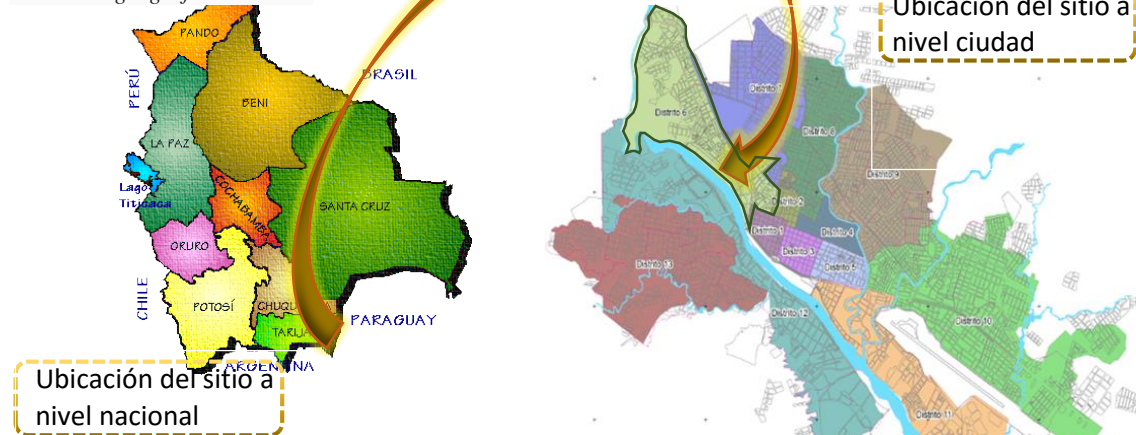 PANDO
PERÚ
BRASIL
BENI
LA PAZ
Lago
Titicaca
COCHABAMBA
SANTA CRUZ
ORURO
CHILE
POTOSÍ
TARIJA
PARAGUAY
ARGENTINA
Ubicación del sitio a
nivel nacional
Ubicación del sitio a
nivel ciudad
Distrito 6
Distrito 8
Distrito 9
Distrito 2
Distrito 1
Distrito 4
Distrito 3
Distrito 5
Distrito 13
Distrito 12
Distrito 10
Distrito 11